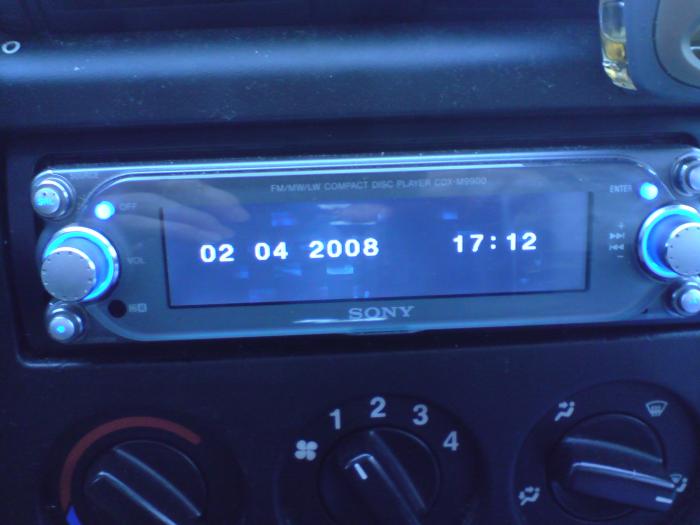 FM/MW/LW COMPACT DISC PLAYER CDX-M9900
OFF
ENTER
VOL
02 04 2008 17:12
SONY
1 2 3 4